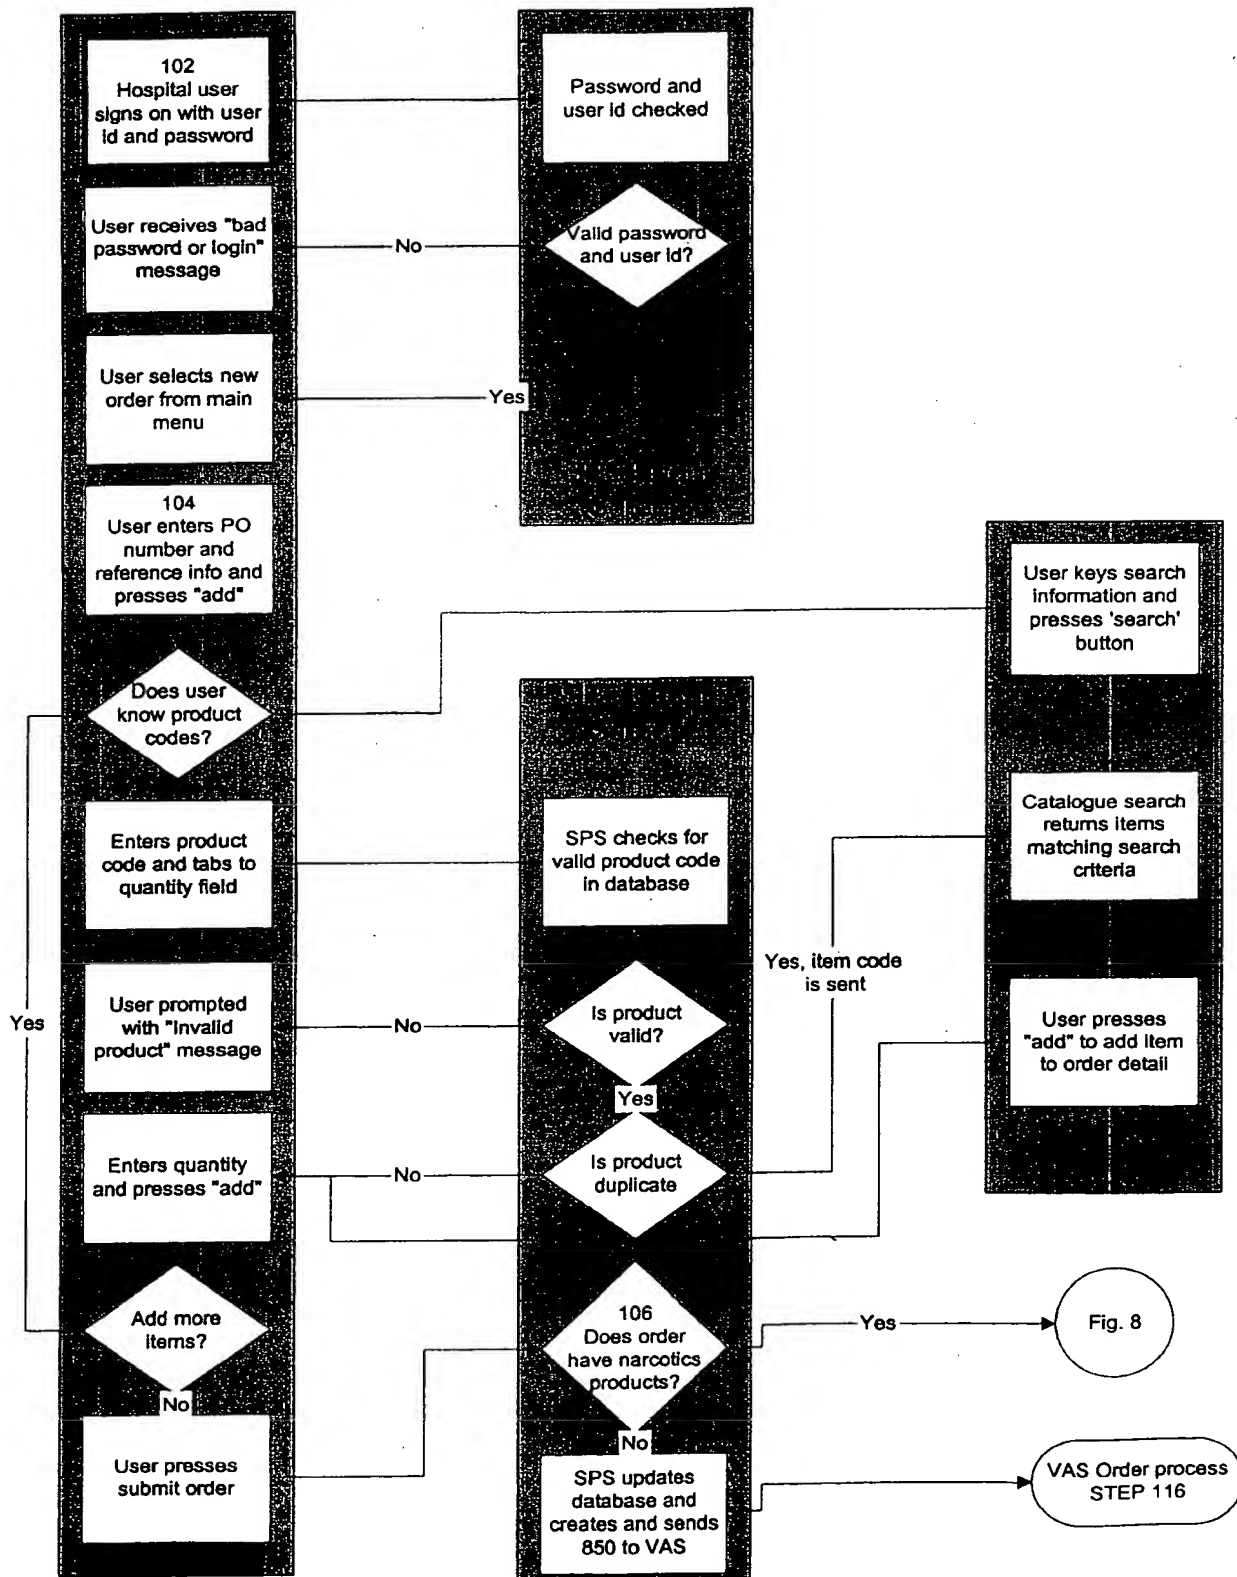 102
Hospital user
signs on with user
id and password
Password and
user id checked
User receives "bad
password or login"
message
No
Valid password
and user id?
User selects new
order from main
menu
Yes
104
User enters PO
number and
reference info and
presses "add"
User keys search
information and
presses 'search'
button
Does user
know product
codes?
Enters product
code and tabs to
quantity field
SPS checks for
valid product code
in database
Catalogue search
returns items
matching search
criteria
Yes
User prompted
with "Invalid
product" message
No
Is product
valid?
Yes, item code
is sent
User presses
"add" to add item
to order detail
Yes
Enters quantity
and presses "add"
No
Is product
duplicate
Add more
items?
106
Does order
have narcotics
products?
Yes
Fig. 8
No
User presses
submit order
No
SPS updates
database and
creates and sends
850 to VAS
VAS Order process
STEP 116